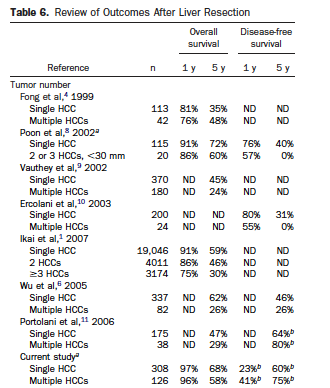 Table 6. Review of Outcomes After Liver Resection
Overall survival Disease-free survival
Reference n 1 y 5 y 1 y 5 y
Tumor number
Fong et al,4 1999
Single HCC 113 81% 35% ND ND
Multiple HCCs 42 76% 48% ND ND
Poon et al,8 2002a
Single HCC 115 91% 72% 76% 40%
2 or 3 HCCs, <30 mm 20 86% 60% 57% 0%
Vauthey et al,9 2002
Single HCC 370 ND 45% ND ND
Multiple HCCs 180 ND 24% ND ND
Ercolani et al,10 2003
Single HCC 200 ND ND 80% 31%
Multiple HCCs 24 ND ND 55% 0%
Ikai et al,1 2007
Single HCC 19,046 91% 59% ND ND
2 HCCs 4011 86% 46% ND ND
≥3 HCCs 3174 75% 30% ND ND
Wu et al,6 2005
Single HCC 337 ND 62% ND 46%
Multiple HCCs 82 ND 26% ND 26%
Portolani et al,11 2006
Single HCC 175 ND 47% ND 64%b
Multiple HCCs 38 ND 29% ND 80%b
Current studya
Single HCC 308 97% 68% 23%b 60%b
Multiple HCCs 126 96% 58% 41%b 75%b